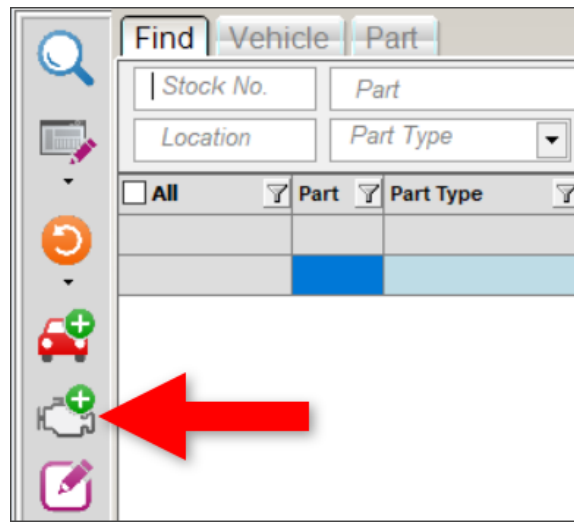 Find Vehicle Part
Stock No. Part
Location Part Type
All Part Part Type